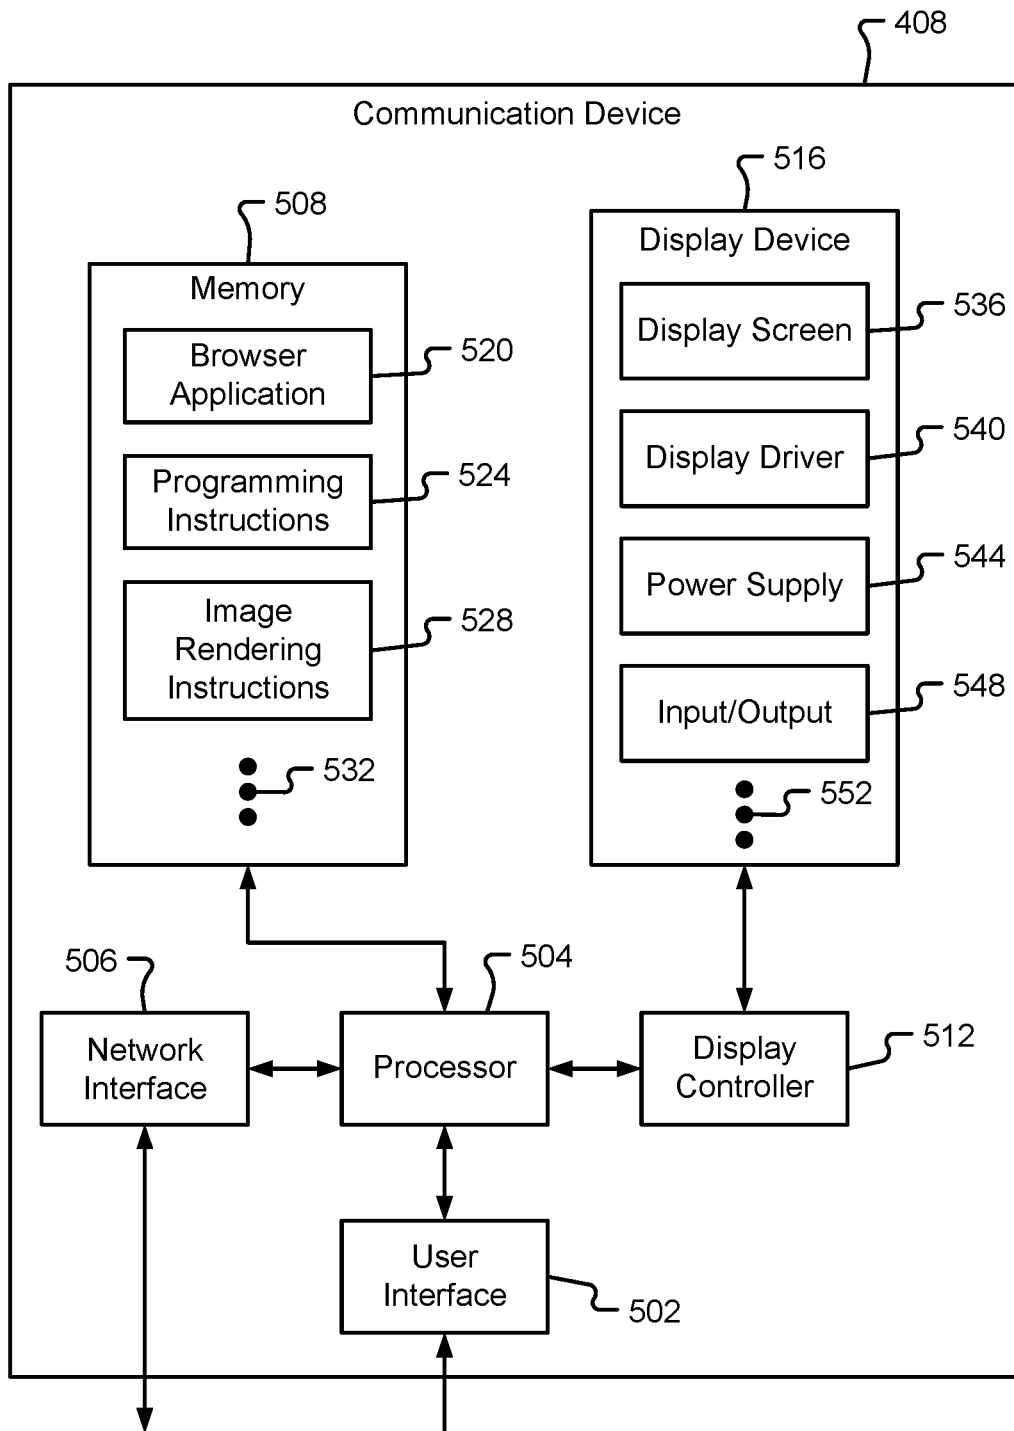 408
Communication Device
516
508
Display Device
Memory
Display Screen
536
Browser
Application
520
Display Driver
540
Programming
Instructions
524
Power Supply
544
Image
Rendering
Instructions
528
Input/Output
548
532
552
506
504
Network
Interface
Processor
Display
Controller
512
User
Interface
502